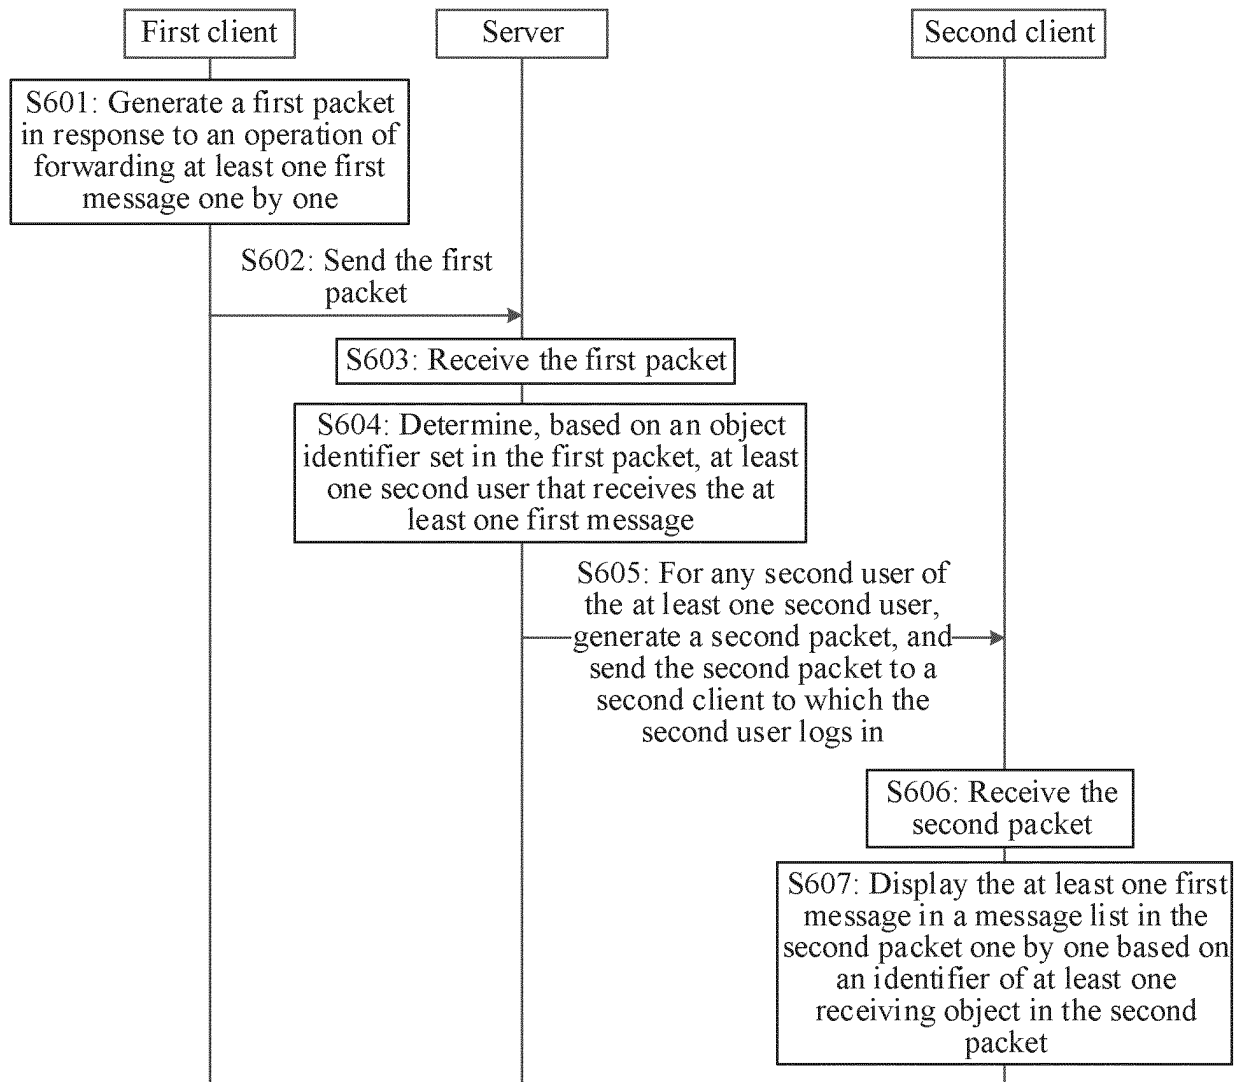 First client
Server
Second client
S601: Generate a first packet
in response to an operation of
forwarding at least one first
message one by one
S602: Send the first
packet
S603: Receive the first packet
S604: Determine, based on an object
identifier set in the first packet, at least
one second user that receives the at
least one first message
S605: For any second user of
the at least one second user,
generate a second packet, and
send the second packet to a
second client to which the
second user logs in
S606: Receive the
second packet
S607: Display the at least one first
message in a message list in the
second packet one by one based on
an identifier of at least one
receiving object in the second
packet